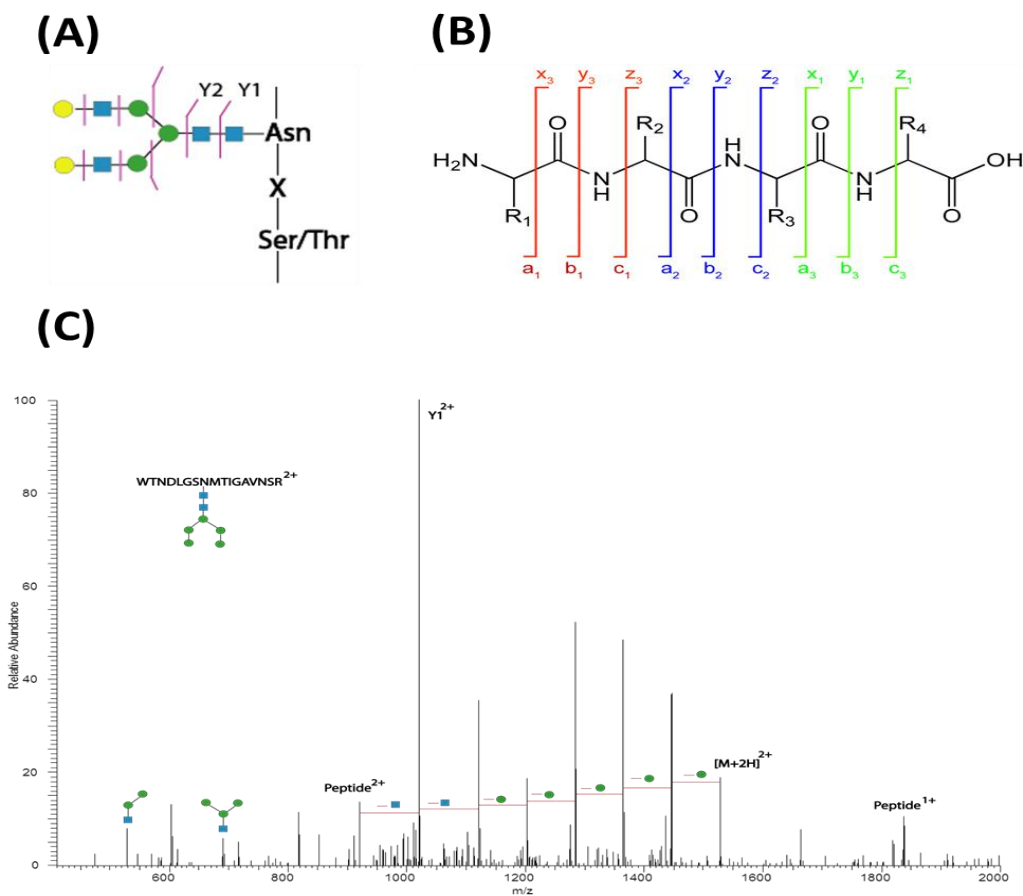 (A)
(B)
Y2 Y1
Asn
X
Ser/Thr
x3 y3 z3 x2 y2 z2 x1 y1 z1
O R2 H N O R4
H2N OH
R1 N H O R3 N H O
a1 b1 c1 a2 b2 c2 a3 b3 c3
(C)
100
Y1 2+
WTNDLGSNMTIGAVNSR 2+
80
60
Relative Abundance
40
20
Peptide 2+
[M+2H] 2+
Peptide 1+
0
600 800 1000 1200 1400 1600 1800 2000
m/z